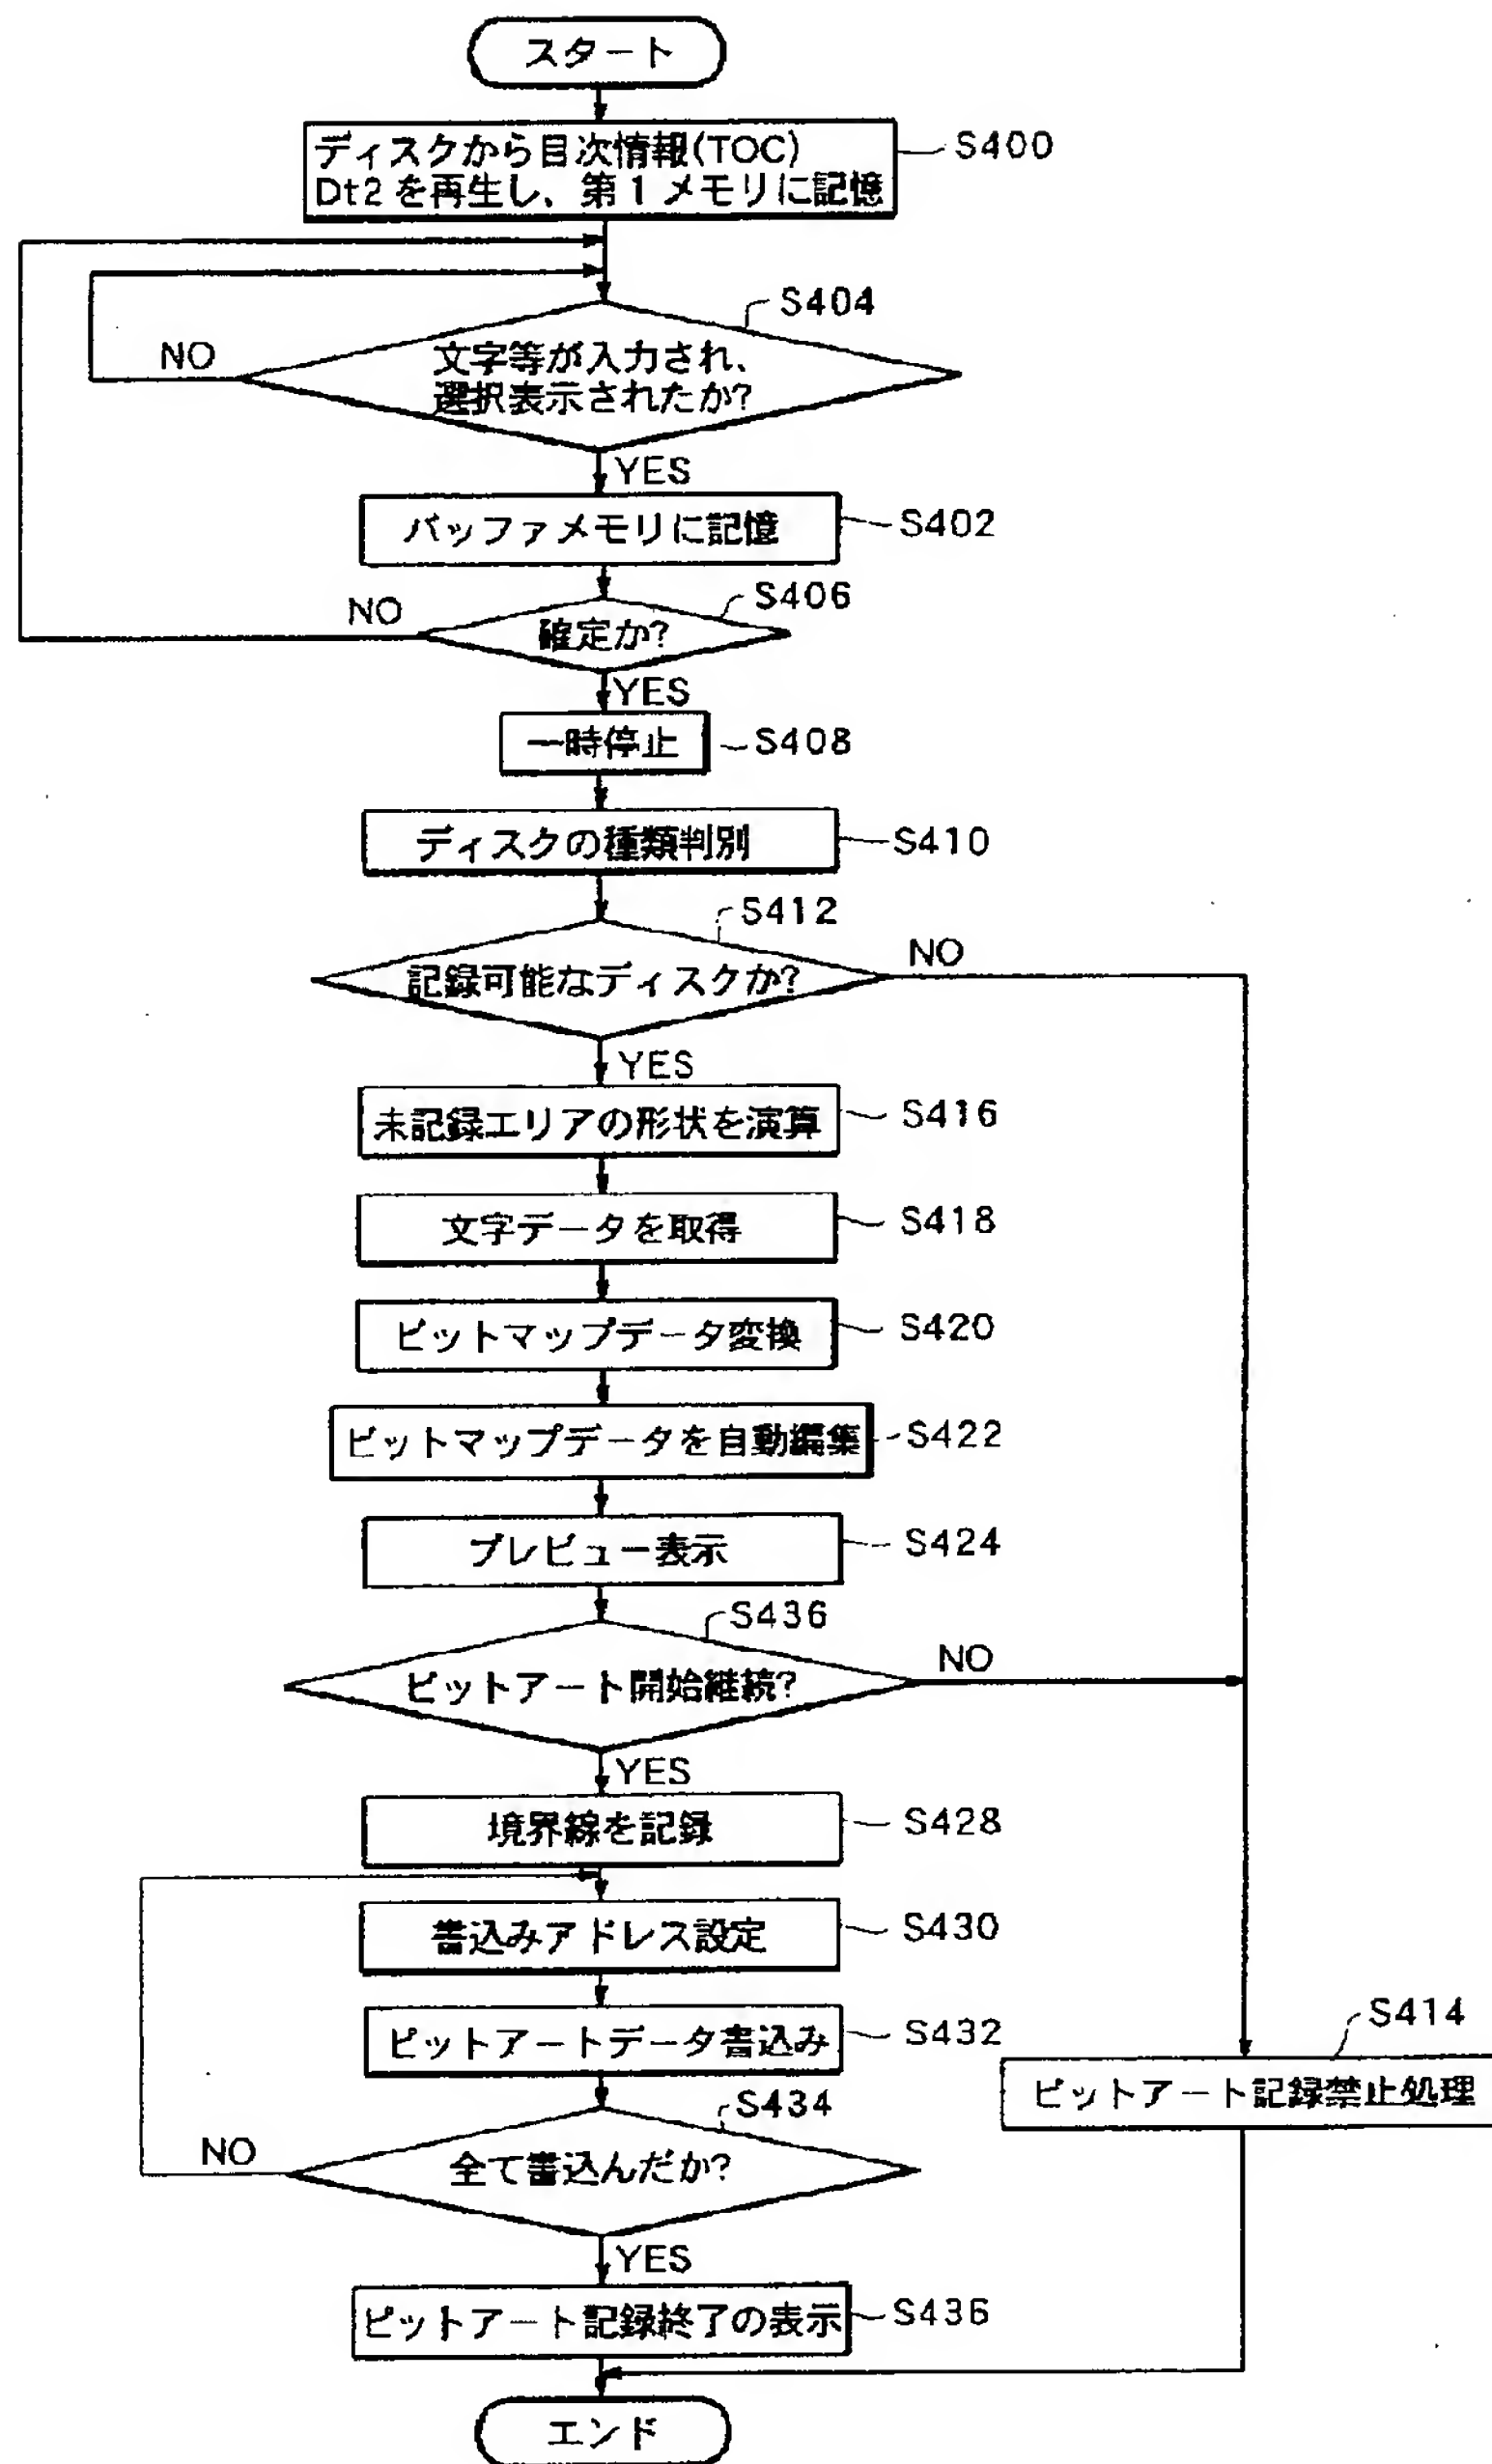 スタート
ディスクから目次情報(TOC)
Dt2を再生し、第1メモリに記憶
S400
S404
NO
文字等が入力され、
選択表示されたか?
YES
バッファメモリに記憶
S402
S406
NO
確定か?
YES
一時停止
S408
ディスクの種類判別
S410
S412
記録可能なディスクか?
NO
YES
未記録エリアの形状を演算
S416
文字データを取得
S418
ビットマップデータ変換
S420
ビットマップデータを自動編集
S422
プレビュー表示
S424
S436
ピットアート開始継続?
NO
YES
境界線を記録
S428
書込みアドレス設定
S430
ピットアートデータ書込み
S432
S414
ピットアート記録禁止処理
S434
NO
全て書込んだか?
YES
ピットアート記録終了の表示
S436
エンド